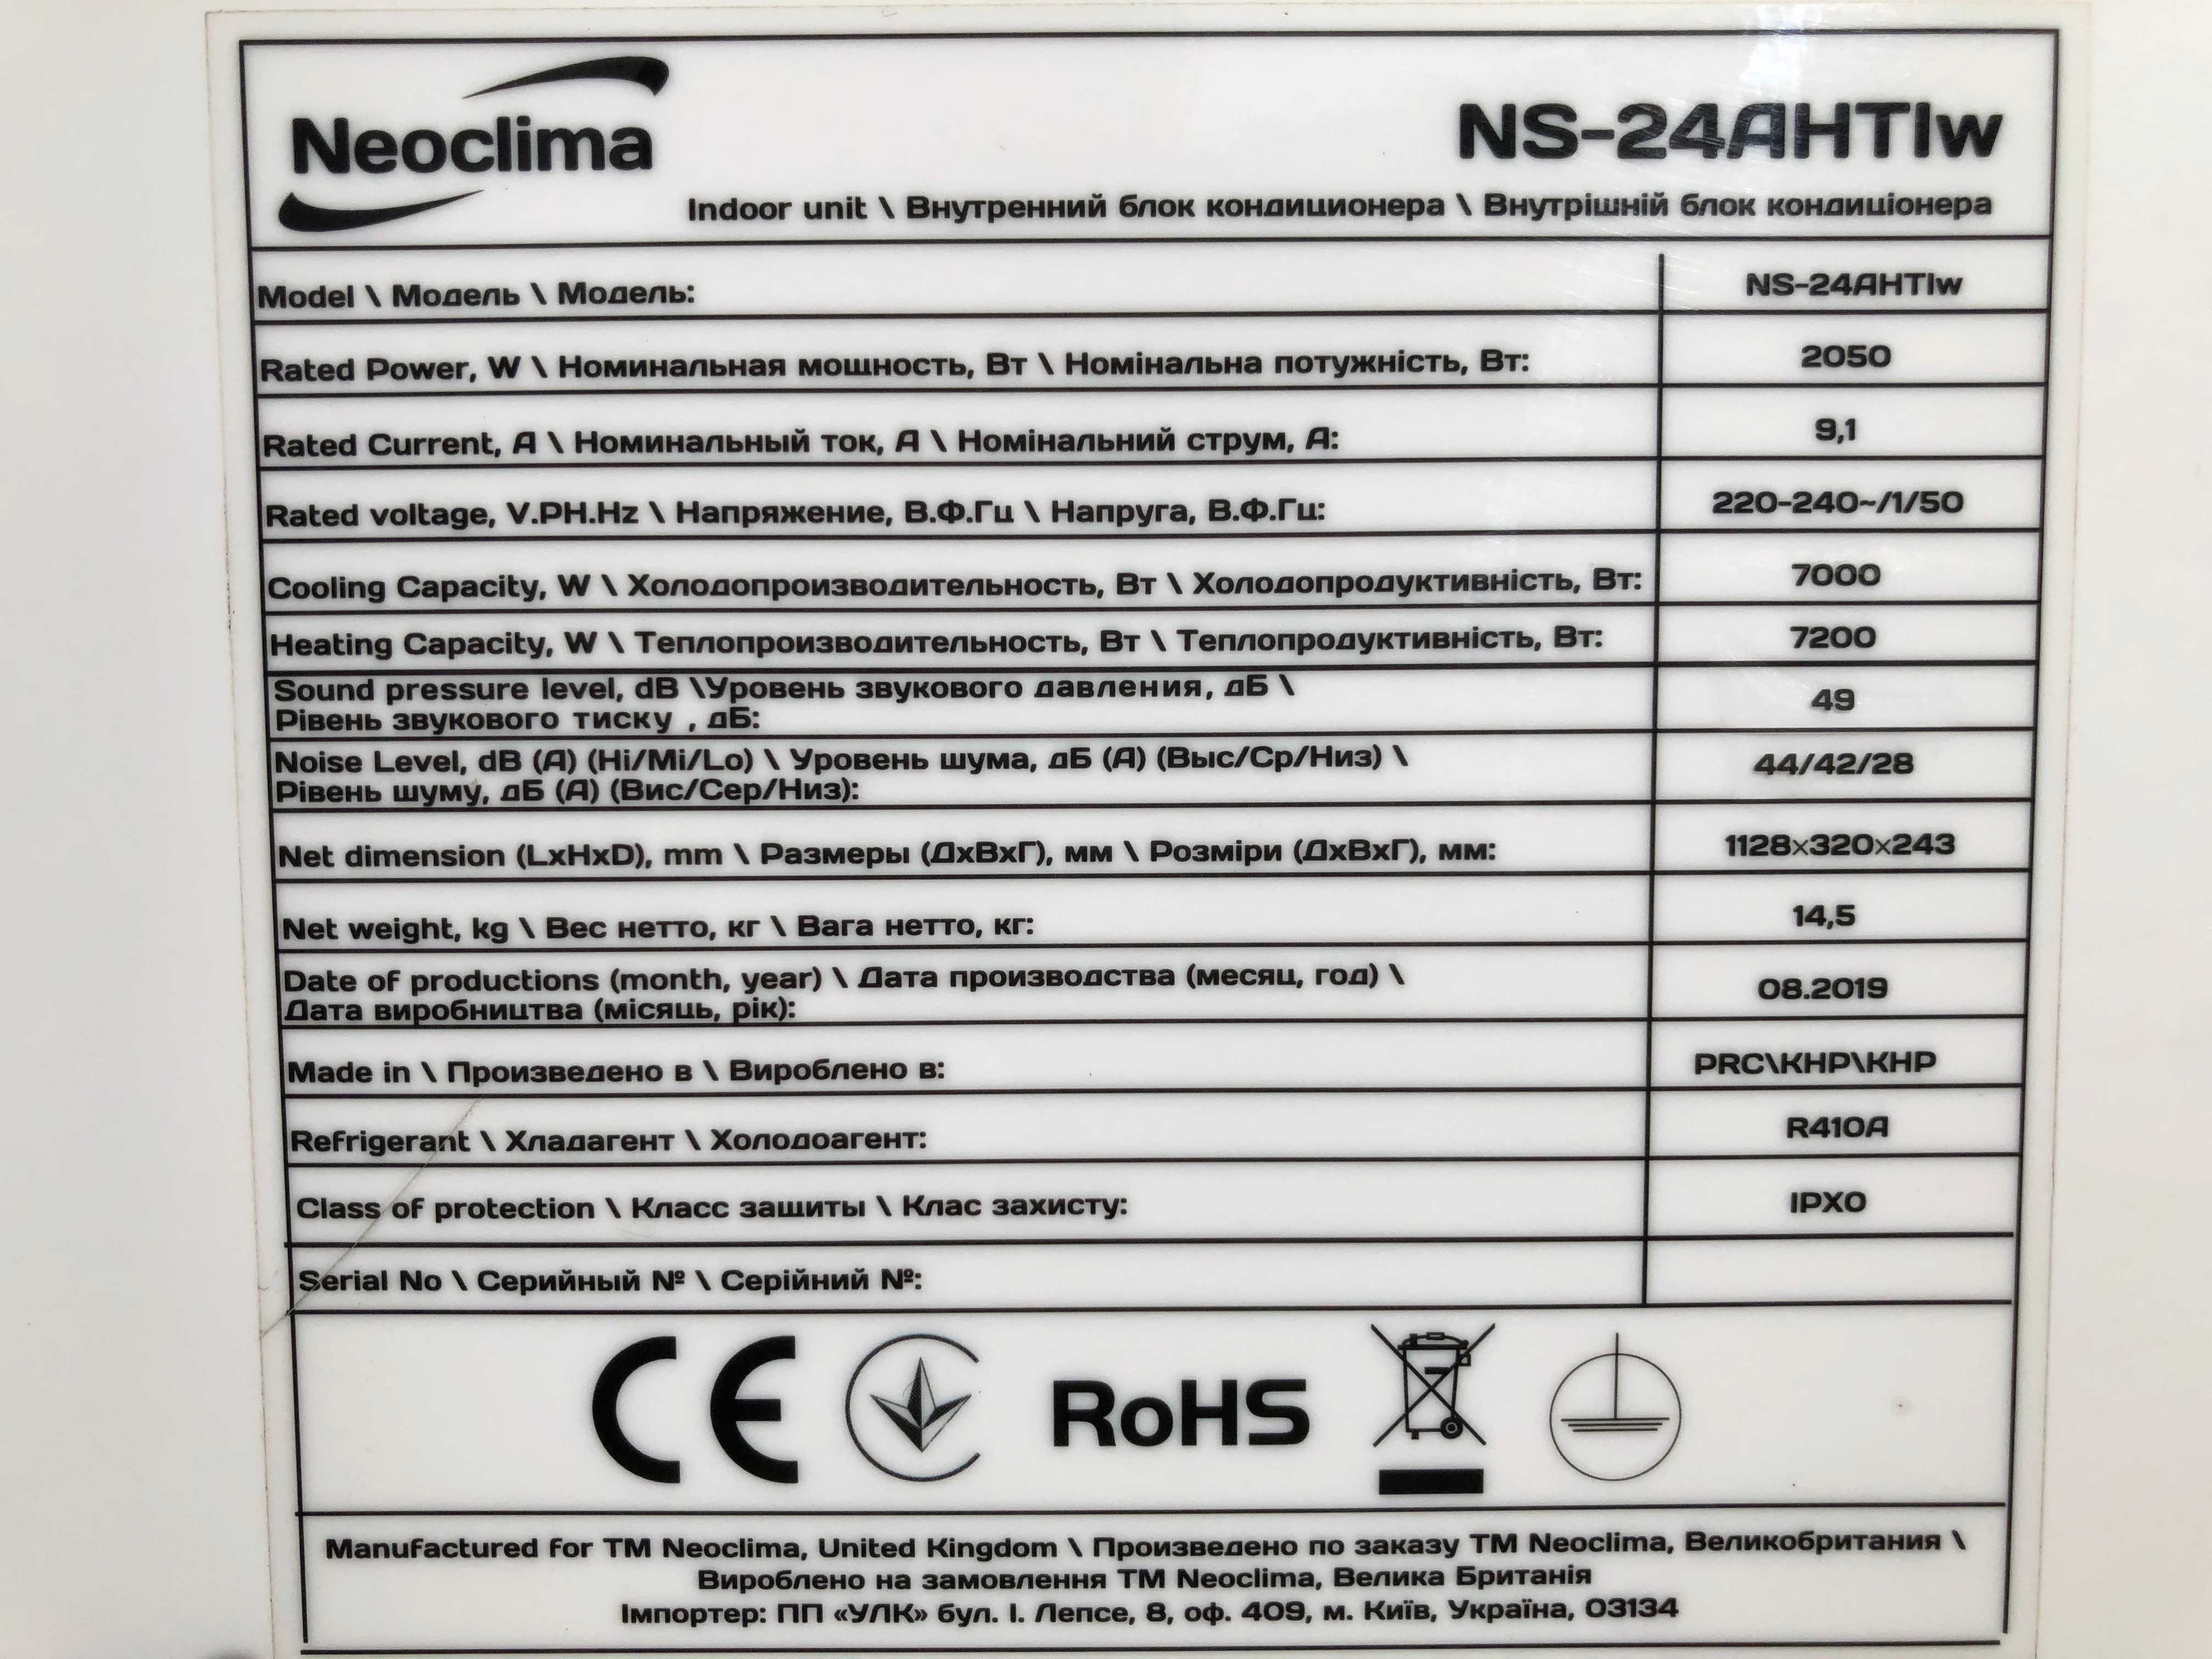 Neoclima
NS-24AHTIw
Indoor unit \ Внутренний блок кондиционера \ Внутрішній блок кондиціонера
Model \ Модель \ Модель: NS-24AHTIw
Rated Power, W \ Номинальная мощность, Вт \ Номінальна потужність, Вт: 2050
Rated Current, A \ Номинальный ток, А \ Номінальний струм, А: 9,1
Rated voltage, V.PH.Hz \ Напряжение, В.Ф.Гц \ Напруга, В.Ф.Гц: 220-240~/1/50
Cooling Capacity, W \ Холодопроизводительность, Вт \ Холодопродуктивність, Вт: 7000
Heating Capacity, W \ Теплопроизводительность, Вт \ Теплопродуктивність, Вт: 7200
Sound pressure level, dB \Уровень звукового давления, дБ \
Рівень звукового тиску , дБ: 49
Noise Level, dB (A) (Hi/Mi/Lo) \ Уровень шума, дБ (А) (Выс/Ср/Низ) \
Рівень шуму, дБ (А) (Вис/Сер/Низ): 44/42/28
Net dimension (LxHxD), mm \ Размеры (ДхВхГ), мм \ Розміри (ДхВхГ), мм: 1128×320×243
Net weight, kg \ Вес нетто, кг \ Вага нетто, кг: 14,5
Date of productions (month, year) \ Дата производства (месяц, год) \
Дата виробництва (місяць, рік): 08.2019
Made in \ Произведено в \ Вироблено в: PRC\КНР\КНР
Refrigerant \ Хладагент \ Холодоагент: R410A
Class of protection \ Класс защиты \ Клас захисту: IPX0
Serial No \ Серийный № \ Серійний №:
CE RoHS
Manufactured for TM Neoclima, United Kingdom \ Произведено по заказу ТМ Neoclima, Великобритания \
Вироблено на замовлення ТМ Neoclima, Велика Британія
Імпортер: ПП «УЛК» бул. І. Лепсе, 8, оф. 409, м. Київ, Україна, 03134